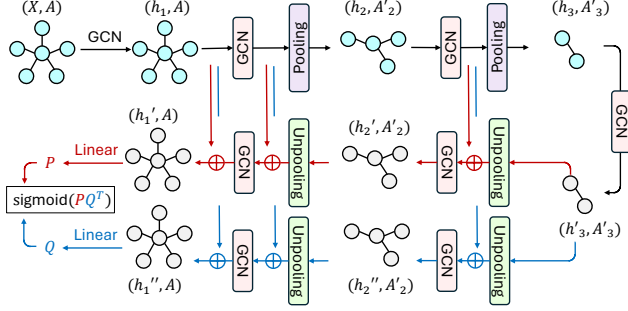 (X, A)
(h₁, A)
(h₂, A'₂)
(h₃, A'₃)
GCN
GCN
Pooling
GCN
Pooling
GCN
(h₁', A)
(h₂', A'₂)
Linear
P
GCN
Unpooling
GCN
Unpooling
sigmoid(PQᵀ)
(h'₃, A'₃)
Linear
Q
GCN
Unpooling
GCN
Unpooling
(h₁'', A)
(h₂'', A'₂)